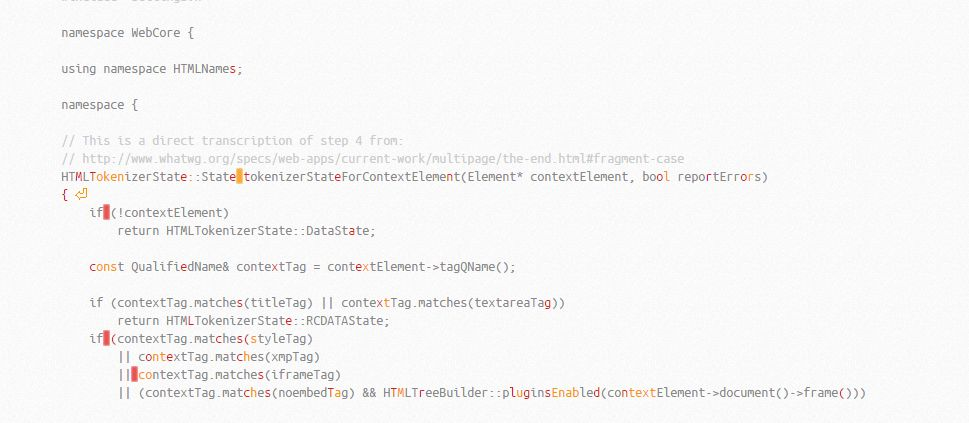 namespace WebCore {
using namespace HTMLNames;
namespace {
// This is a direct transcription of step 4 from:
// http://www.whatwg.org/specs/web-apps/current-work/multipage/the-end.html#fragment-case
HTMLTokenizerState::State tokenizerStateForContextElement(Element* contextElement, bool reportErrors)
{
if (!contextElement)
return HTMLTokenizerState::DataState;
const QualifiedName& contextTag = contextElement->tagQName();
if (contextTag.matches(titleTag) || contextTag.matches(textareaTag))
return HTMLTokenizerState::RCDATAState;
if (contextTag.matches(styleTag)
|| contextTag.matches(xmpTag)
|| contextTag.matches(iframeTag)
|| (contextTag.matches(noembedTag) && HTMLTreeBuilder::pluginsEnabled(contextElement->document()->frame()))